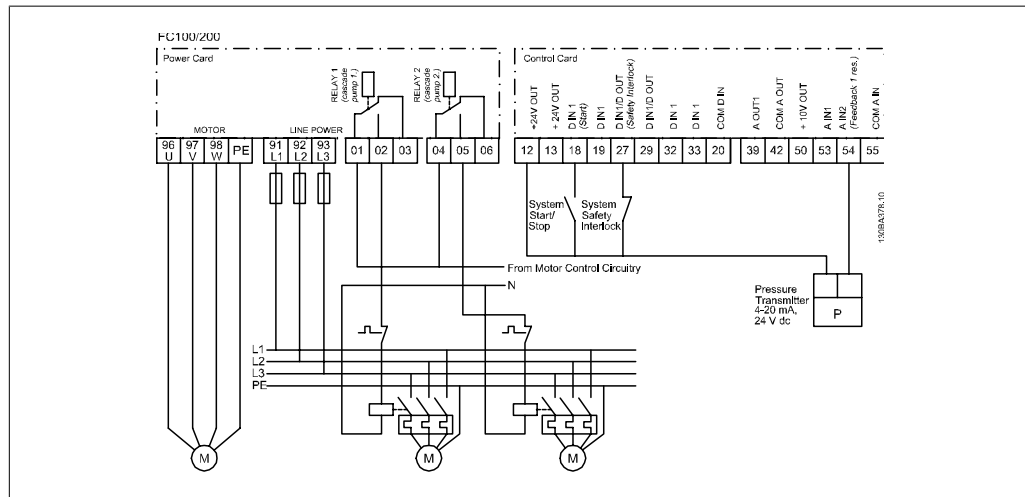 FC100/200
Power Card
Control Card
RELAY 1
(cascade
pump 1.)
RELAY 2
(cascade
pump 2.)
+24V OUT
+ 24V OUT
D IN 1
(Start)
D IN1
D IN1/D OUT
(Safety Interlock)
D IN1/D OUT
D IN 1
D IN 1
COM D IN
A OUT1
COM A OUT
+ 10V OUT
A IN1
A IN2
(Feedback 1 res.)
COM A IN
MOTOR
LINE POWER
96 97 98 PE 91 92 93 01 02 03 04 05 06 12 13 18 19 27 29 32 33 20 39 42 50 53 54 55
U V W L1 L2 L3
System
Start/
Stop
System
Safety
Interlock
130BA378.10
From Motor Control Circuitry
N
Pressure
Transmitter
4-20 mA,
24 V dc
P
L1
L2
L3
PE
M
M
M